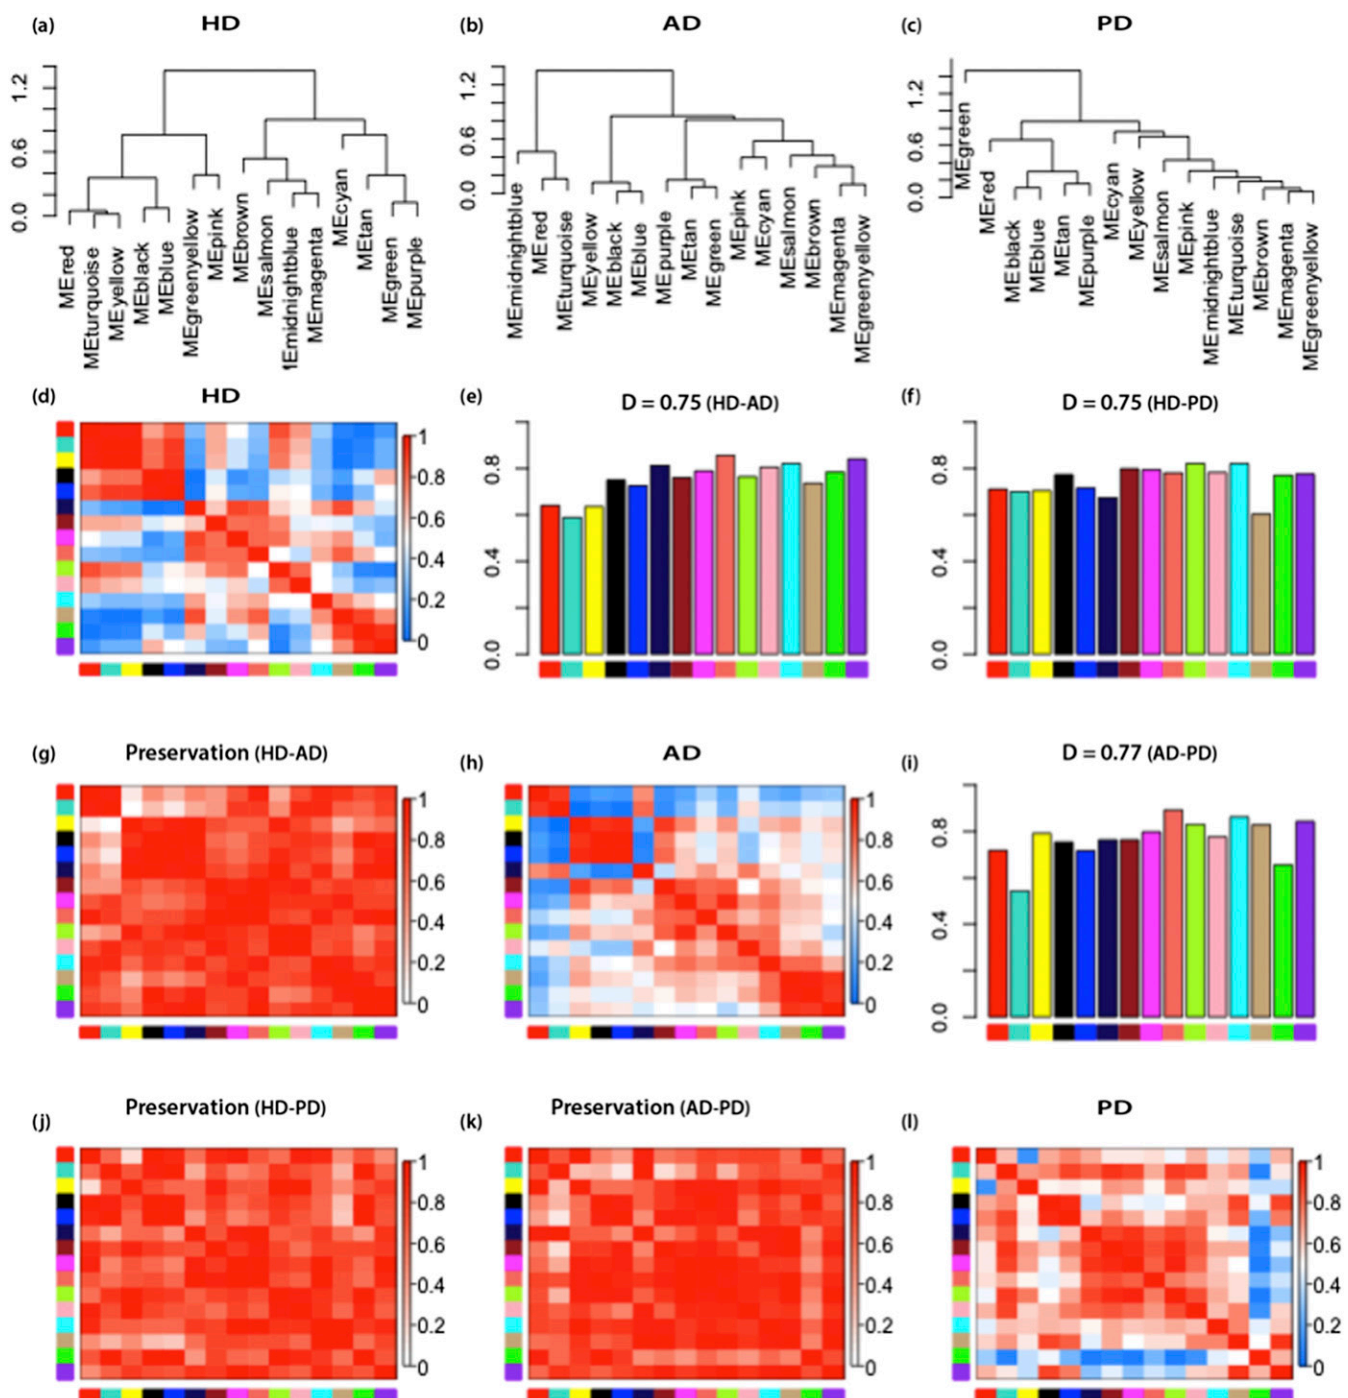 (a) HD (b) AD (c) PD
1.2 0.6 0.0
MEred MEturquoise MEyellow MEblack MEblue MEgreenyellow MEpink MEbrown MEsalmon MEmidnightblue MEmagenta MEcyan MEtan MEgreen MEpurple
1.2 0.6 0.0
MEmidnightblue MEred MEturquoise MEyellow MEblack MEblue MEpurple MEtan MEgreen MEpink MEcyan MEsalmon MEbrown MEmagenta MEgreenyellow
1.2 0.6 0.0
MEgreen MEred MEblack MEblue MEtan MEpurple MEcyan MEyellow MEsalmon MEpink MEmidnightblue MEturquoise MEbrown MEmagenta MEgreenyellow
(d) HD
1
0.8
0.6
0.4
0.2
0
(e) D = 0.75 (HD-AD)
0.8
0.4
0.0
(f) D = 0.75 (HD-PD)
0.8
0.4
0.0
(g) Preservation (HD-AD)
1
0.8
0.6
0.4
0.2
0
(h) AD
1
0.8
0.6
0.4
0.2
0
(i) D = 0.77 (AD-PD)
0.8
0.4
0.0
(j) Preservation (HD-PD)
1
0.8
0.6
0.4
0.2
0
(k) Preservation (AD-PD)
1
0.8
0.6
0.4
0.2
0
(l) PD
1
0.8
0.6
0.4
0.2
0